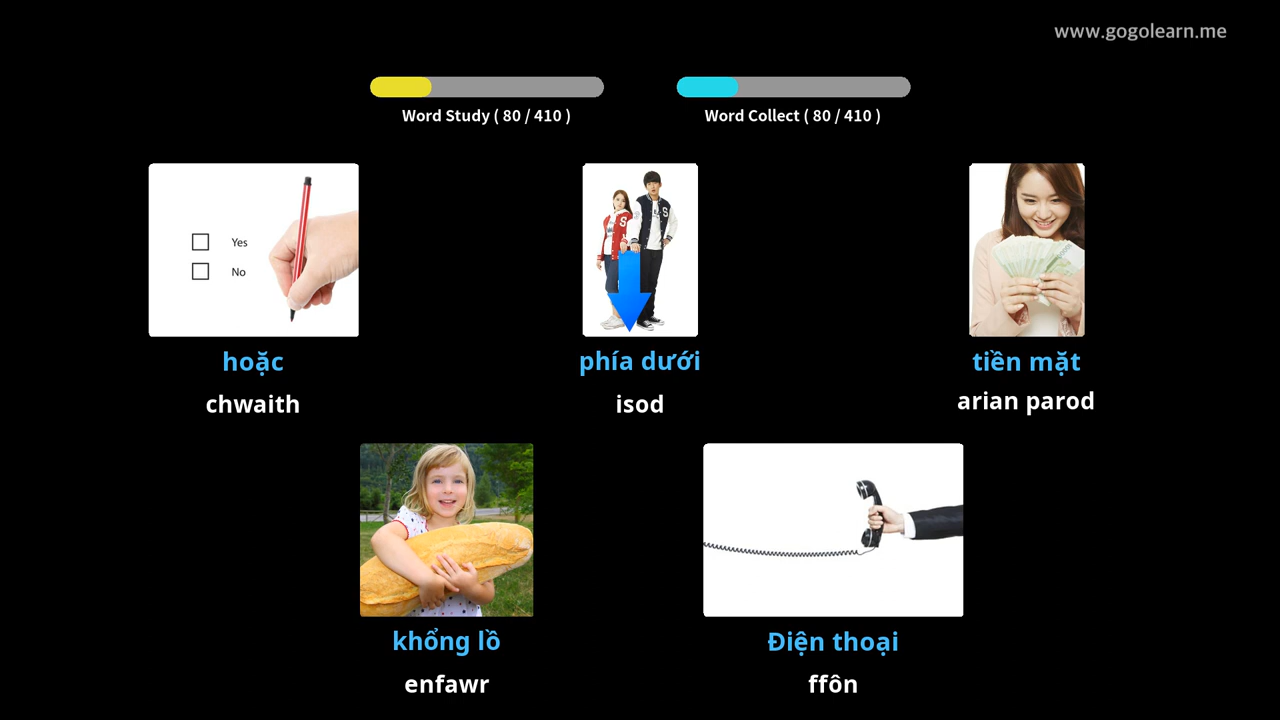 www.gogolearn.me
Word Study ( 80 / 410 )
Word Collect ( 80 / 410 )
Yes
No
S
S
hoặc
phía dưới
tiền mặt
chwaith
isod
arian parod
khổng lồ
Điện thoại
enfawr
ffôn